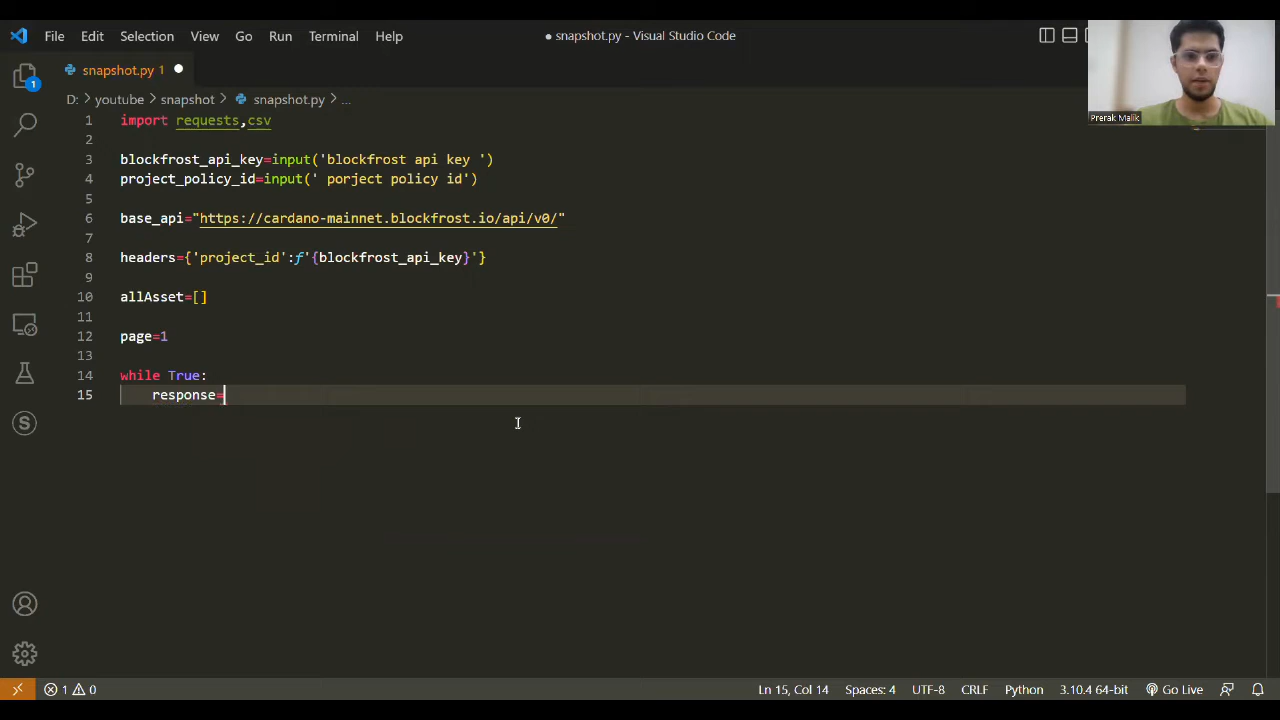 File Edit Selection View Go Run Terminal Help
● snapshot.py - Visual Studio Code
snapshot.py 1
Prerak Malik
D: > youtube > snapshot > snapshot.py > ...
1 import requests,csv
2
3 blockfrost_api_key=input('blockfrost api key ')
4 project_policy_id=input(' porject policy id')
5
6 base_api="https://cardano-mainnet.blockfrost.io/api/v0/"
7
8 headers={'project_id':f'{blockfrost_api_key}'}
9
10 allAsset=[]
11
12 page=1
13
14 while True:
15 response=
1
S
1 0 Ln 15, Col 14 Spaces: 4 UTF-8 CRLF Python 3.10.4 64-bit Go Live